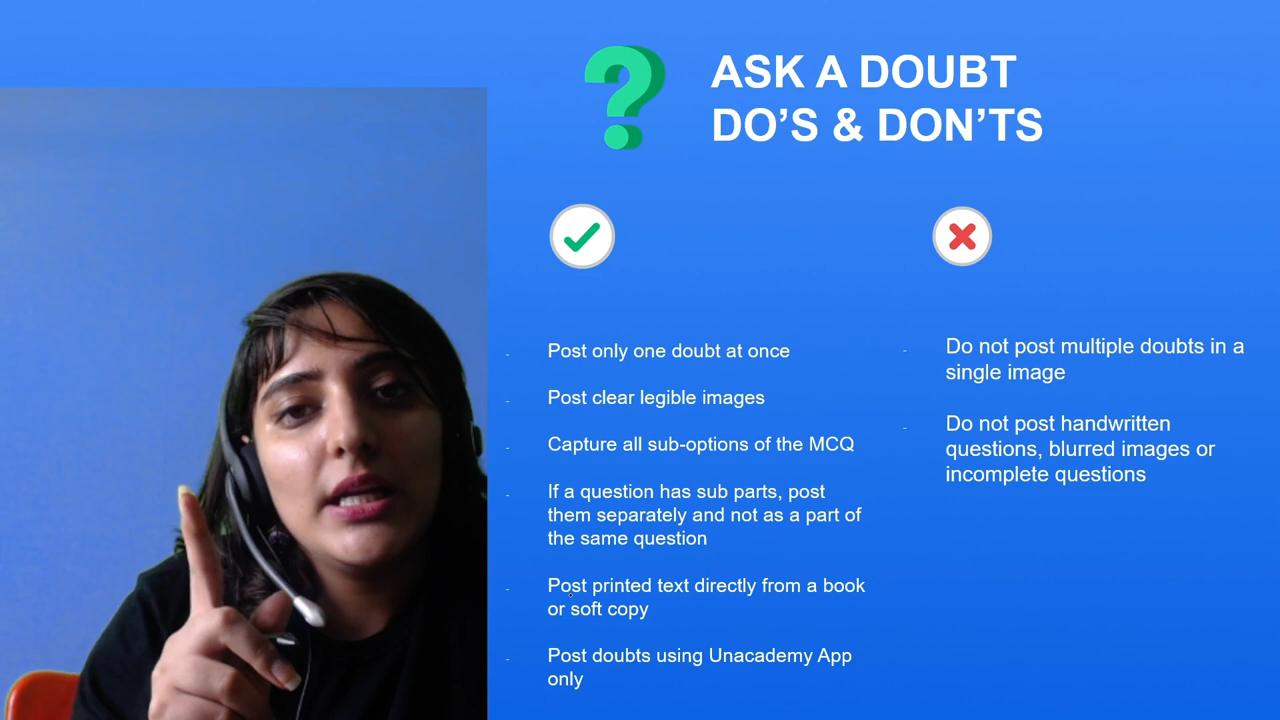 ASK A DOUBT
DO’S & DON’TS
- Post only one doubt at once
- Post clear legible images
- Capture all sub-options of the MCQ
- If a question has sub parts, post
them separately and not as a part of
the same question
- Post printed text directly from a book
or soft copy
- Post doubts using Unacademy App
only
- Do not post multiple doubts in a
single image
- Do not post handwritten
questions, blurred images or
incomplete questions